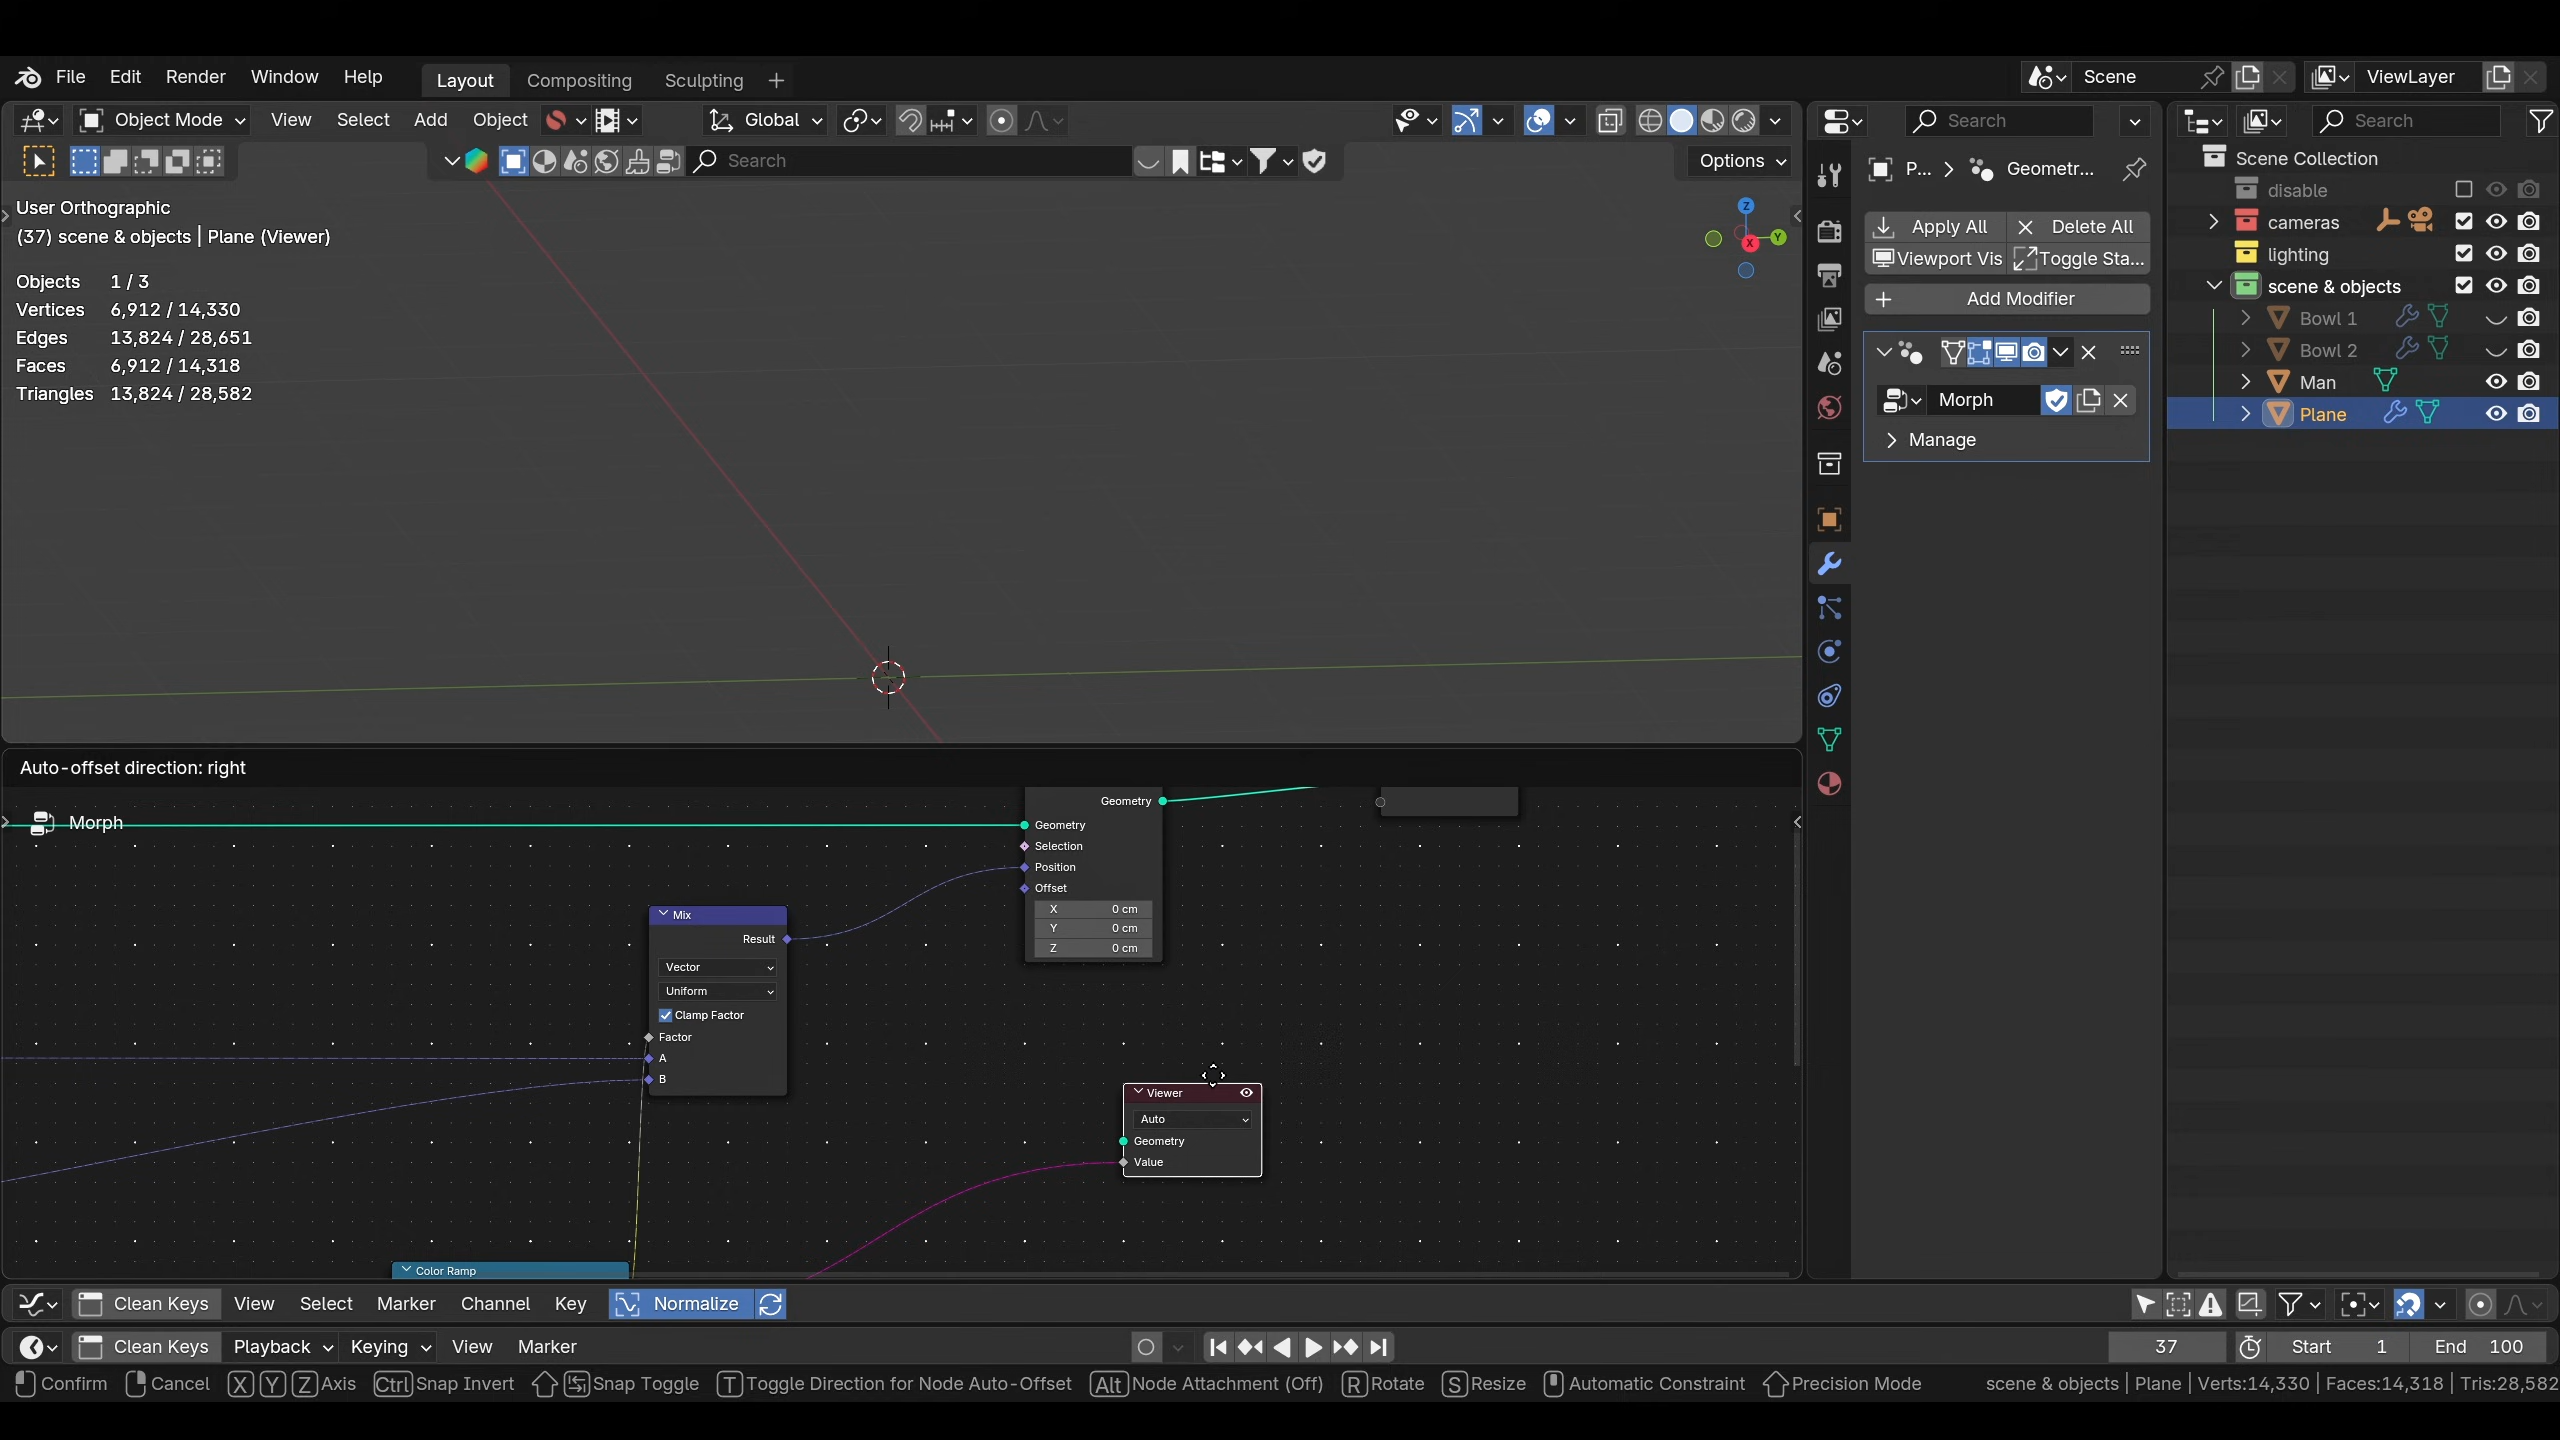 File Edit Render Window Help Layout Compositing Sculpting Scene ViewLayer
Object Mode View Select Add Object Global Search Search
Search Options
User Orthographic
(37) scene & objects | Plane (Viewer)
Objects 1 / 3
Vertices 6,912 / 14,330
Edges 13,824 / 28,651
Faces 6,912 / 14,318
Triangles 13,824 / 28,582
Z
Y
X
P... Geometr...
Apply All Delete All
Viewport Vis Toggle Sta...
Add Modifier
Morph
Manage
Scene Collection
disable
cameras
lighting
scene & objects
Bowl 1
Bowl 2
Man
Plane
Auto-offset direction: right
Morph
Geometry
Geometry
Selection
Position
Offset
X 0 cm
Y 0 cm
Z 0 cm
Mix
Result
Vector
Uniform
Clamp Factor
Factor
A
B
Viewer
Auto
Geometry
Value
Color Ramp
Clean Keys View Select Marker Channel Key Normalize
Clean Keys Playback Keying View Marker 37 Start 1 End 100
Confirm Cancel X Y Z Axis Ctrl Snap Invert Snap Toggle T Toggle Direction for Node Auto-Offset Alt Node Attachment (Off) R Rotate S Resize Automatic Constraint Precision Mode scene & objects | Plane | Verts:14,330 | Faces:14,318 | Tris:28,582